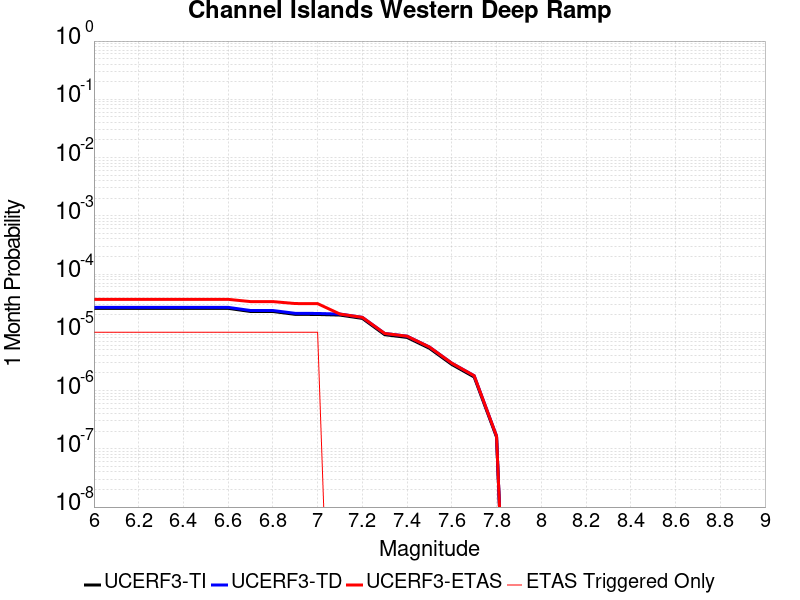 Channel Islands Western Deep Ramp
10^0
10^-1
10^-2
10^-3
10^-4
10^-5
10^-6
10^-7
10^-8
1 Month Probability
6 6.2 6.4 6.6 6.8 7 7.2 7.4 7.6 7.8 8 8.2 8.4 8.6 8.8 9
Magnitude
UCERF3-TI UCERF3-TD UCERF3-ETAS ETAS Triggered Only